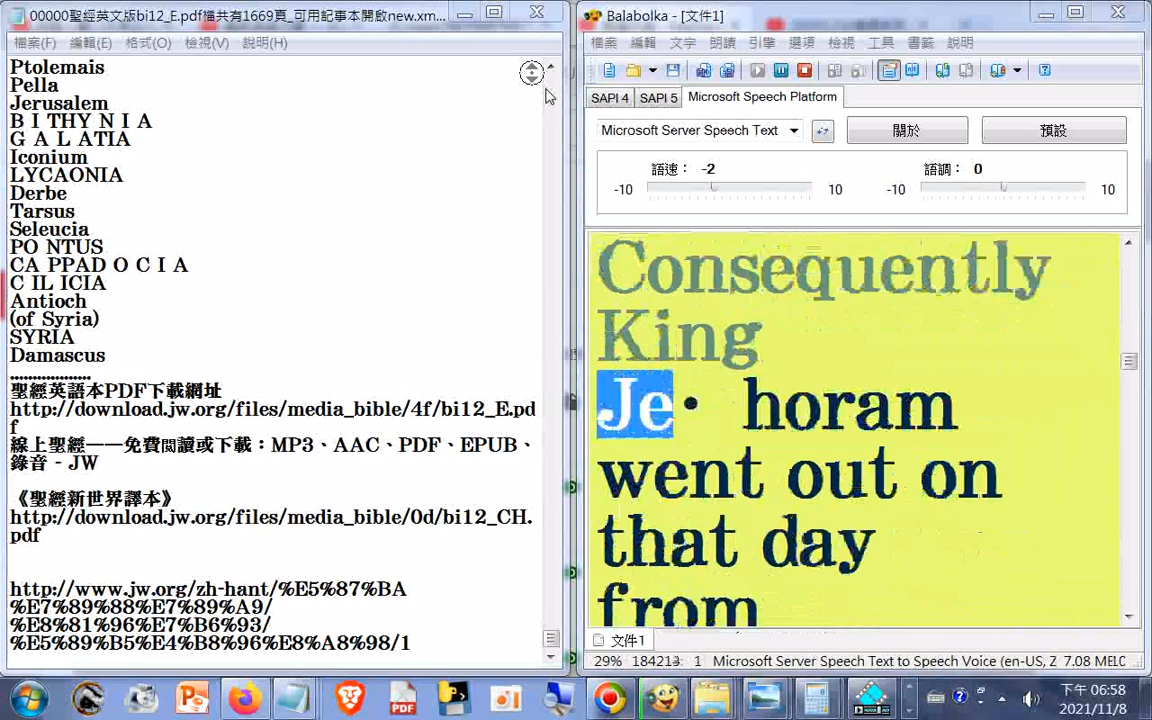 00000聖經英文版bi12_E.pdf檔共有1669頁_可用記事本開啟new.xm...
檔案(F) 編輯(E) 格式(O) 檢視(V) 說明(H)
Ptolemais
Pella
Jerusalem
B I THY N I A
G A L ATIA
Iconium
LYCAONIA
Derbe
Tarsus
Seleucia
PO NTUS
CA PPAD O C I A
C IL ICIA
Antioch
(of Syria)
SYRIA
Damascus
..................
聖經英語本PDF下載網址
http://download.jw.org/files/media_bible/4f/bi12_E.pd
f
線上聖經——免費閱讀或下載：MP3、AAC、PDF、EPUB、
錄音 - JW
《聖經新世界譯本》
http://download.jw.org/files/media_bible/0d/bi12_CH.
pdf
http://www.jw.org/zh-hant/%E5%87%BA
%E7%89%88%E7%89%A9/
%E8%81%96%E7%B6%93/
%E5%89%B5%E4%B8%96%E8%A8%98/1
Balabolka - [文件1]
檔案 編輯 文字 朗讀 引擎 選項 檢視 工具 書籤 說明
SAPI 4 SAPI 5 Microsoft Speech Platform
Microsoft Server Speech Text 關於 預設
語速： -2 語調： 0
-10 10 -10 10
Consequently
King
Je• horam
went out on
that day
from
文件1
29% 184213: 1 Microsoft Server Speech Text to Speech Voice (en-US, Z 7.08 MELC
PDF
下午 06:58
2021/11/8